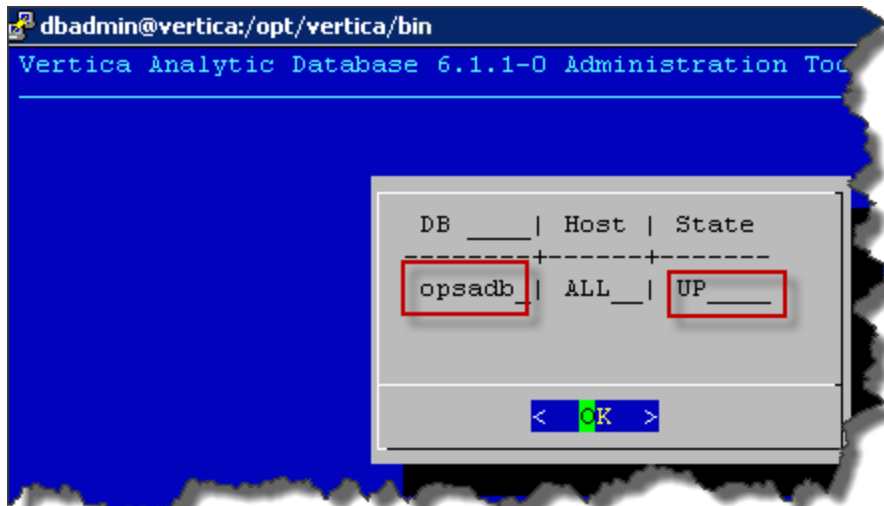 dbadmin@vertica:/opt/vertica/bin
Vertica Analytic Database 6.1.1-0 Administration
DB ____| Host | State
--------+------+-------
opsadb_| ALL__| UP____
< OK >